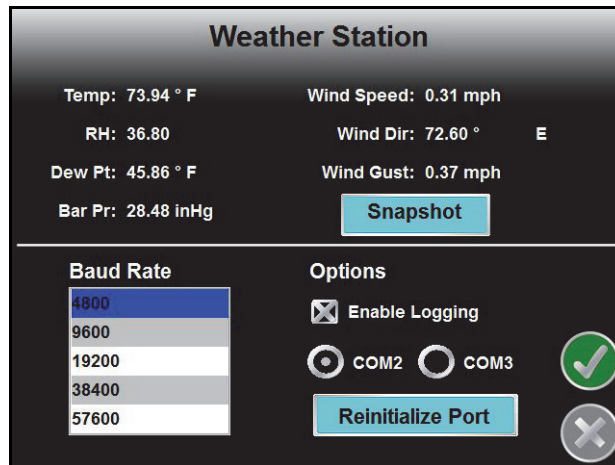 Weather Station
Temp: 73.94 ° F
Wind Speed: 0.31 mph
RH: 36.80
Wind Dir: 72.60 ° E
Dew Pt: 45.86 ° F
Wind Gust: 0.37 mph
Bar Pr: 28.48 inHg
Snapshot
Baud Rate
4800
9600
19200
38400
57600
Options
Enable Logging
COM2 COM3
Reinitialize Port